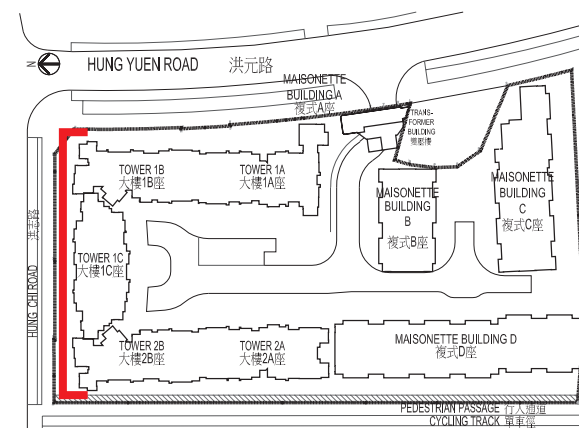 N
HUNG YUEN ROAD 洪元路
MAISONETTE
BUILDING A
複式A座
TRANS-
FORMER
BUILDING
變壓樓
TOWER 1B
大樓1B座
TOWER 1A
大樓1A座
MAISONETTE
BUILDING
B
複式B座
MAISONETTE
BUILDING
C
複式C座
TOWER 1C
大樓1C座
HUNG CHI ROAD 洪志路
TOWER 2B
大樓2B座
TOWER 2A
大樓2A座
MAISONETTE BUILDING D
複式D座
PEDESTRIAN PASSAGE 行人通道
CYCLING TRACK 單車徑